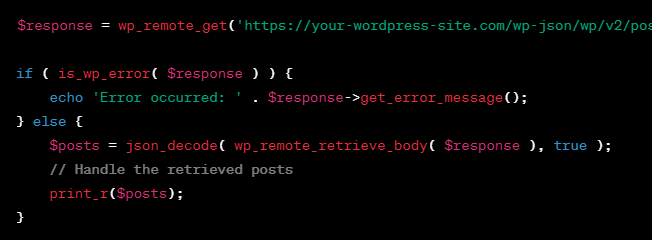 $response = wp_remote_get('https://your-wordpress-site.com/wp-json/wp/v2/pos
if ( is_wp_error( $response ) ) {
echo 'Error occurred: ' . $response->get_error_message();
} else {
$posts = json_decode( wp_remote_retrieve_body( $response ), true );
// Handle the retrieved posts
print_r($posts);
}